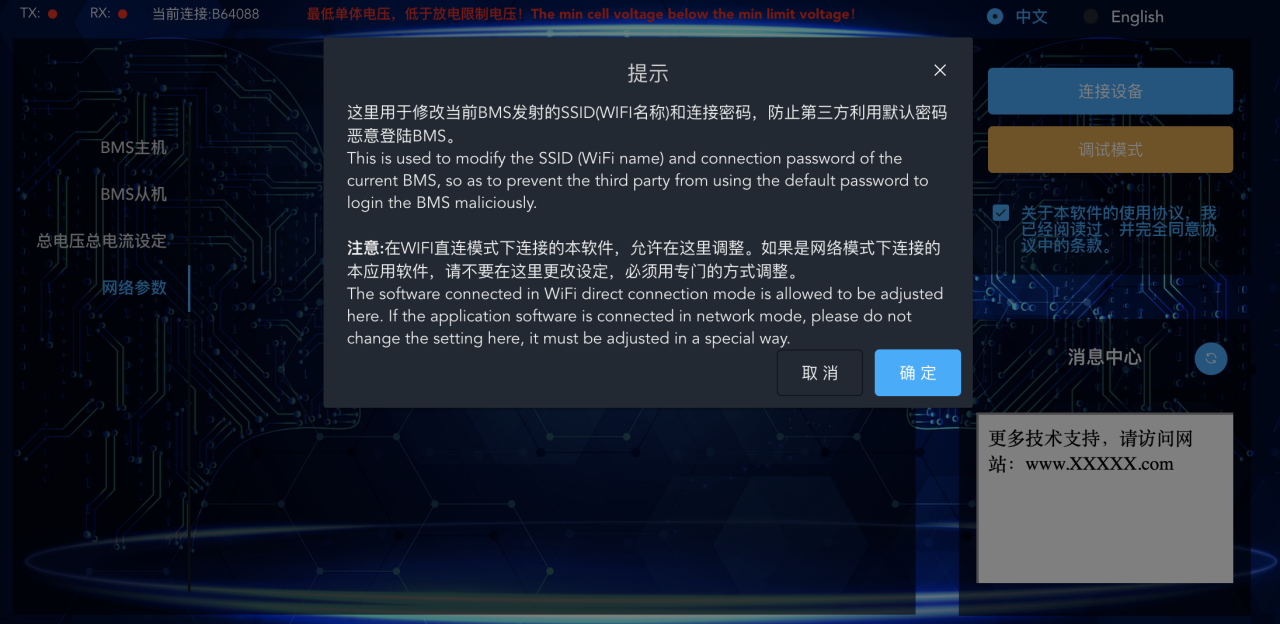 TX: RX: 当前连接:B64088 最低单体电压，低于放电限制电压！The min cell voltage below the min limit voltage! 中文 English
提示
这里用于修改当前BMS发射的SSID(WIFI名称)和连接密码，防止第三方利用默认密码
恶意登陆BMS。
This is used to modify the SSID (WiFi name) and connection password of the
current BMS, so as to prevent the third party from using the default password to
login the BMS maliciously.
注意:在WIFI直连模式下连接的本软件，允许在这里调整。如果是网络模式下连接的
本应用软件，请不要在这里更改设定，必须用专门的方式调整。
The software connected in WiFi direct connection mode is allowed to be adjusted
here. If the application software is connected in network mode, please do not
change the setting here, it must be adjusted in a special way.
取消 确定
BMS主机
BMS从机
总电压总电流设定
网络参数
连接设备
调试模式
关于本软件的使用协议，我
已经阅读过、并完全同意协
议中的条款。
消息中心
更多技术支持，请访问网
站：www.XXXXX.com